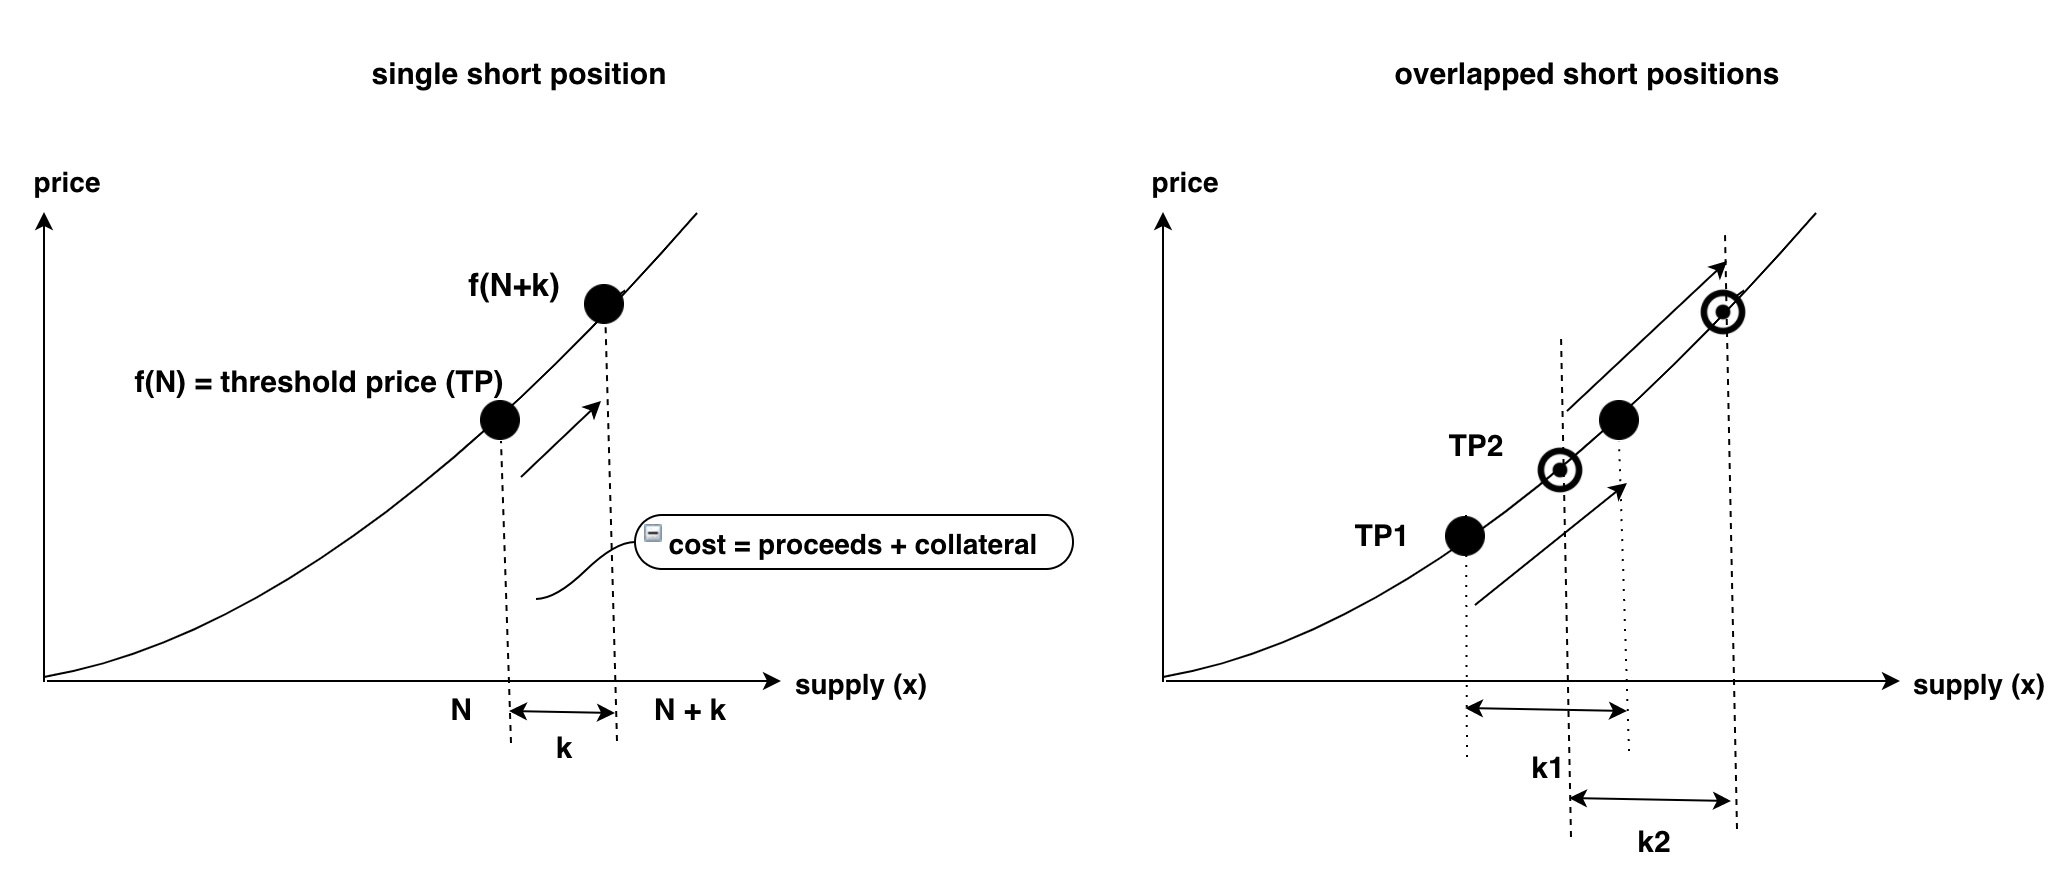 single short position
price
f(N+k)
f(N) = threshold price (TP)
cost = proceeds + collateral
supply (x)
N
N + k
k
overlapped short positions
price
TP2
TP1
supply (x)
k1
k2